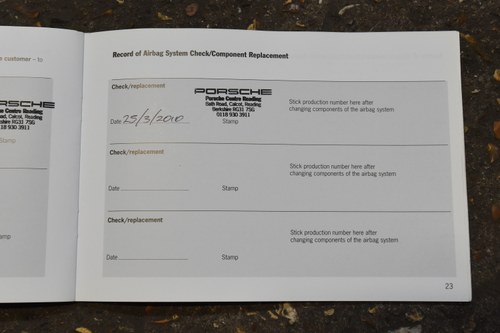 s customer – to
PORSCHE
Porsche Centre Reading
Bath Road, Calcot, Reading
Berkshire RG31 7SG
0118 930 3911
Record of Airbag System Check/Component Replacement
Check/replacement
PORSCHE
Porsche Centre Reading
Bath Road, Calcot, Reading
Berkshire RG31 7SG
0118 930 3911
Date 25/3/2010
Stamp
Stick production number here after
changing components of the airbag system
Check/replacement
Date
Stamp
Stick production number here after
changing components of the airbag system
Check/replacement
Date
Stamp
Stick production number here after
changing components of the airbag system
23